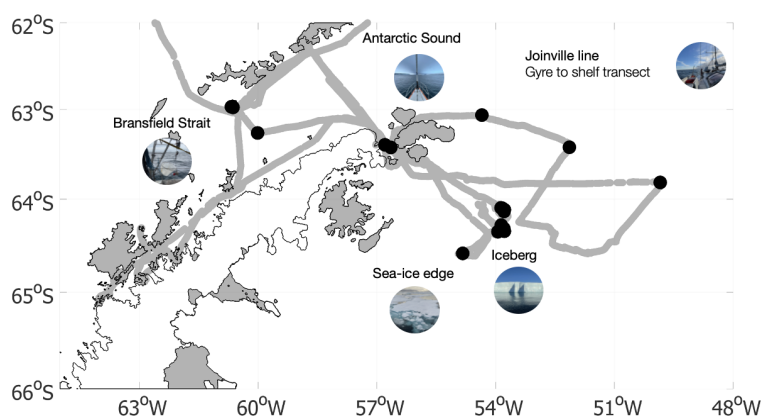 62°S
Antarctic Sound
Joinville line
Gyre to shelf transect
63°S
Bransfield Strait
64°S
Iceberg
Sea-ice edge
65°S
66°S
63°W
60°W
57°W
54°W
51°W
48°W